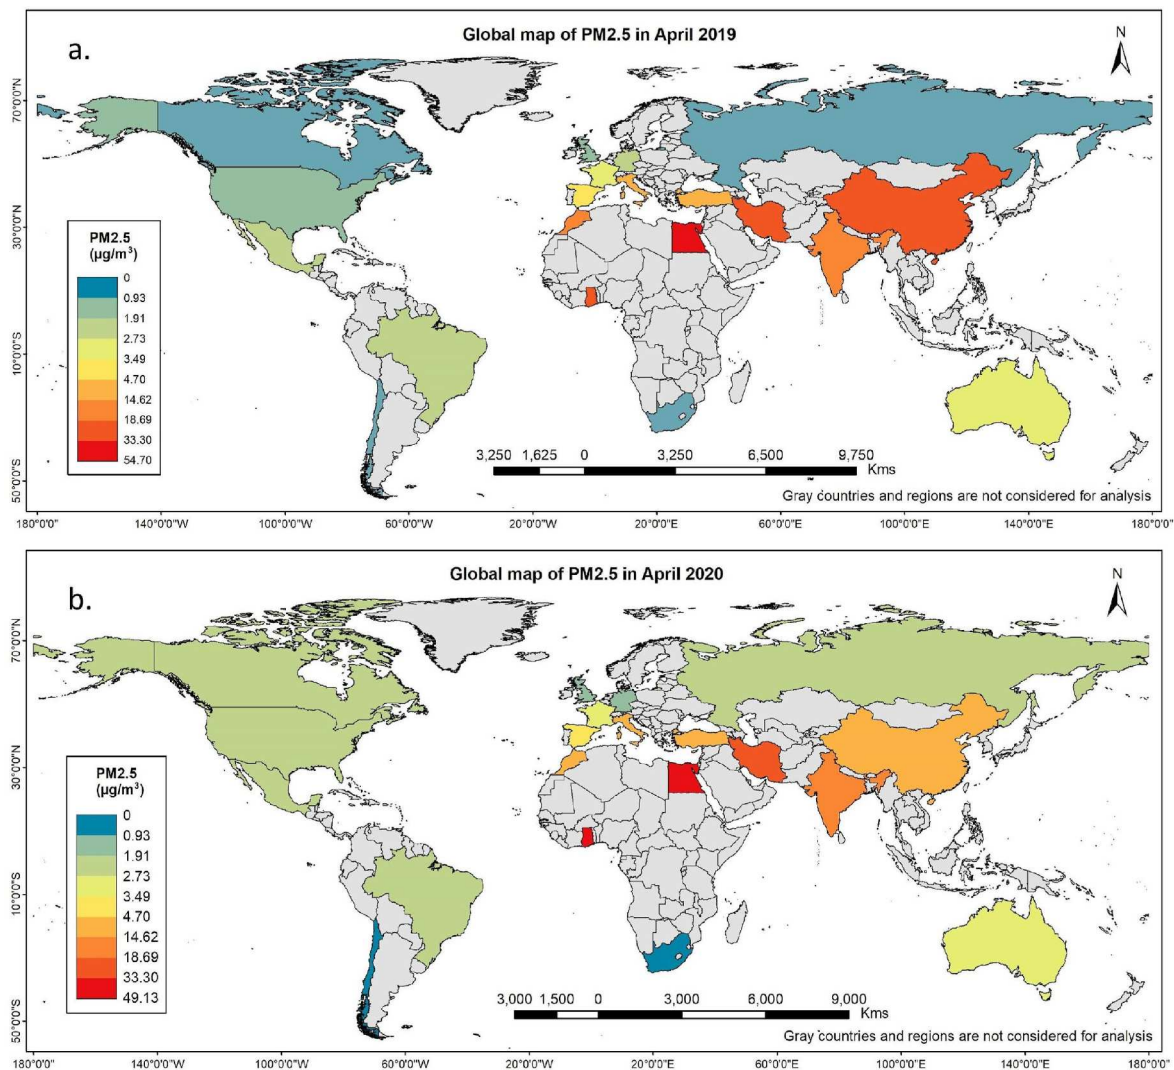 a.
Global map of PM2.5 in April 2019
N
70°0'0"N
30°0'0"N
10°0'0"S
50°0'0"S
PM2.5
(µg/m³)
0
0.93
1.91
2.73
3.49
4.70
14.62
18.69
33.30
54.70
3,250 1,625 0 3,250 6,500 9,750
Kms
Gray countries and regions are not considered for analysis
180°0'0"W 140°0'0"W 100°0'0"W 60°0'0"W 20°0'0"W 20°0'0"E 60°0'0"E 100°0'0"E 140°0'0"E 180°0'0"
b.
Global map of PM2.5 in April 2020
N
70°0'0"N
30°0'0"N
10°0'0"S
50°0'0"S
PM2.5
(µg/m³)
0
0.93
1.91
2.73
3.49
4.70
14.62
18.69
33.30
49.13
3,000 1,500 0 3,000 6,000 9,000
Kms
Gray countries and regions are not considered for analysis
180°0'0" 140°0'0"W 100°0'0"W 60°0'0"W 20°0'0"W 20°0'0"E 60°0'0"E 100°0'0"E 140°0'0"E 180°0'0"